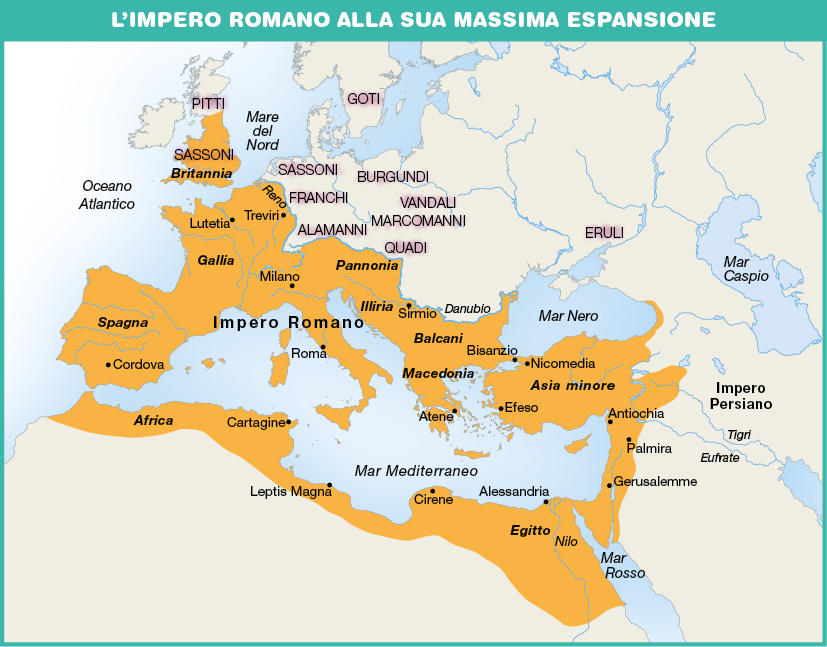 L'IMPERO ROMANO ALLA SUA MASSIMA ESPANSIONE
PITTI
GOTI
Mare
del
Nord
SASSONI
Britannia
SASSONI
BURGUNDI
Oceano
Atlantico
Reno
FRANCHI
VANDALI
Lutetia
Treviri
MARCOMANNI
ALAMANNI
QUADI
ERULI
Gallia
Pannonia
Mar
Caspio
Milano
Illiria
Sirmio
Danubio
Mar Nero
Spagna
Impero Romano
Balcani
Roma
Bisanzio
Nicomedia
Cordova
Macedonia
Asia minore
Impero
Persiano
Africa
Cartagine
Atene
Efeso
Antiochia
Tigri
Palmira
Eufrate
Mar Mediterraneo
Leptis Magna
Cirene
Alessandria
Gerusalemme
Egitto
Nilo
Mar
Rosso